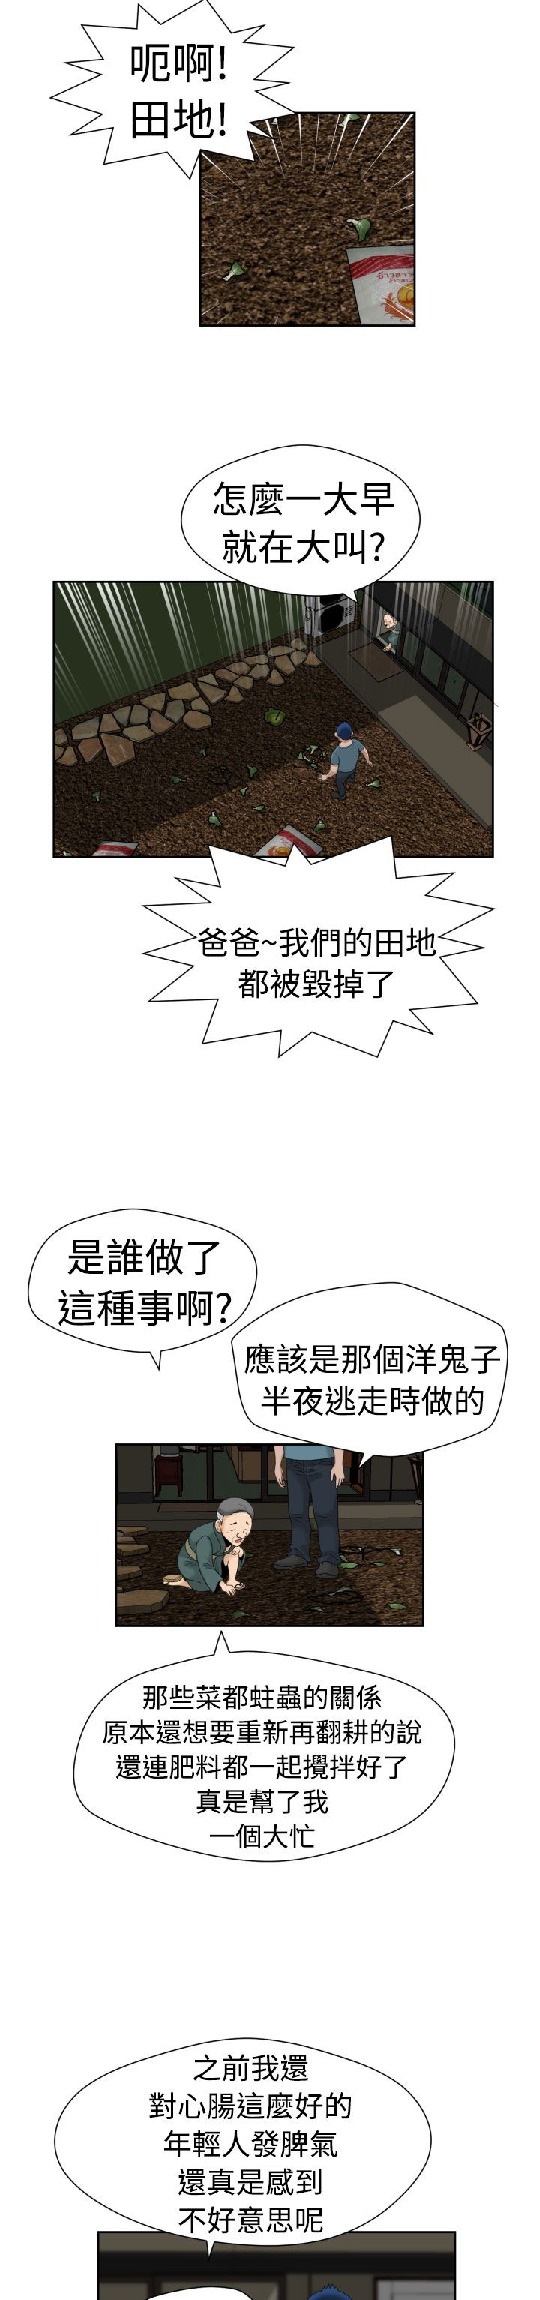 呃啊!
田地!
怎麼一大早
就在大叫?
爸爸~我們的田地
都被毀掉了
是誰做了
這種事啊?
應該是那個洋鬼子
半夜逃走時做的
那些菜都蛀蟲的關係
原本還想要重新再翻耕的說
還連肥料都一起攪拌好了
真是幫了我
一個大忙
之前我還
對心腸這麼好的
年輕人發脾氣
還真是感到
不好意思呢